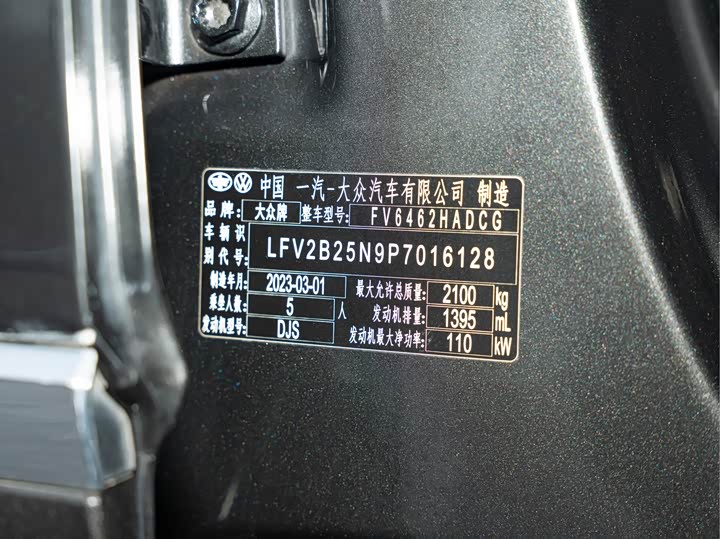 中国 一汽-大众汽车有限公司 制造
品牌: 大众牌 整车型号: FV6462HADCG
车辆识别代号: LFV2B25N9P7016128
制造年月: 2023-03-01 最大允许总质量: 2100 kg
乘坐人数: 5 人 发动机排量: 1395 mL
发动机型号: DJS 发动机最大净功率: 110 kW